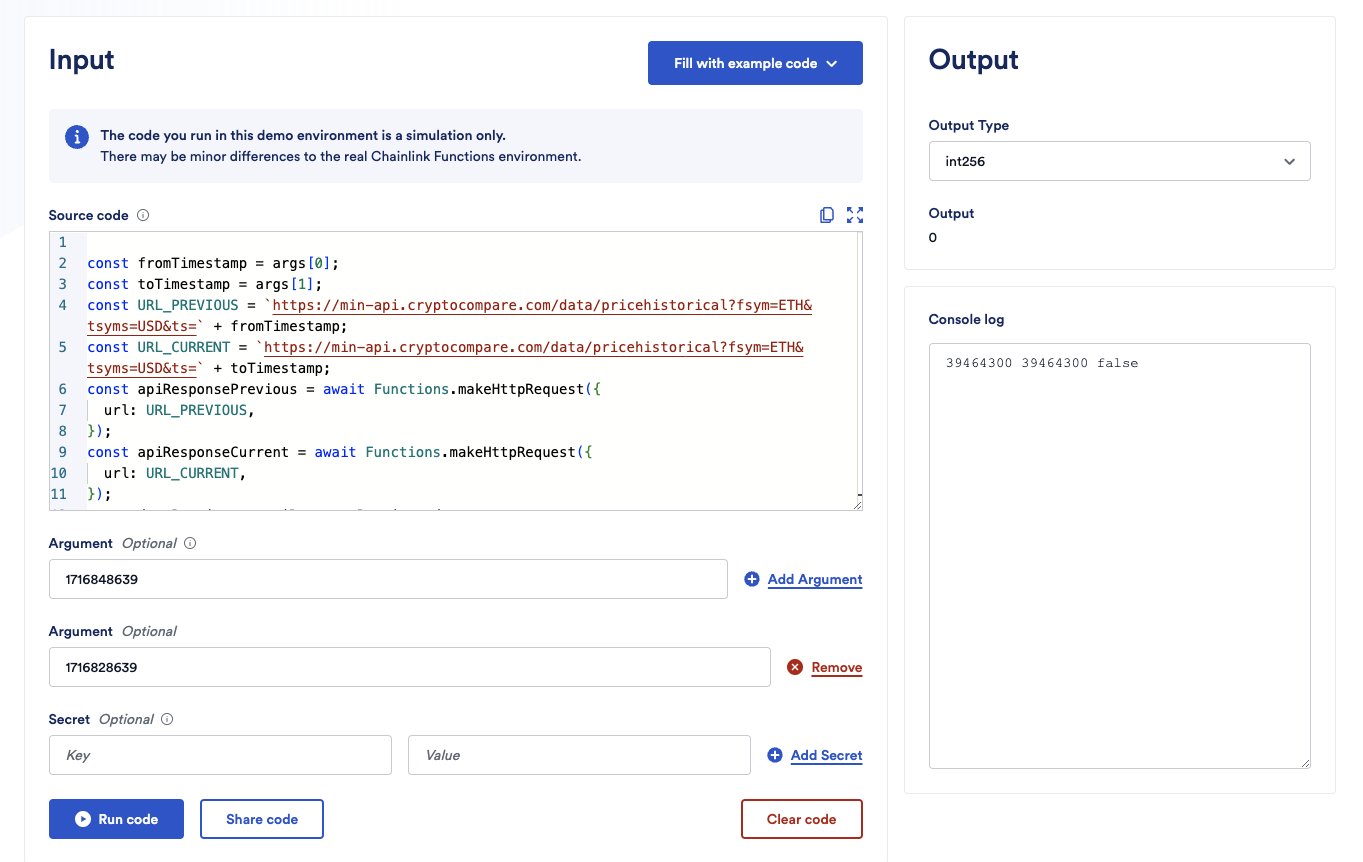 Input
Fill with example code
The code you run in this demo environment is a simulation only.
There may be minor differences to the real Chainlink Functions environment.
Source code
1
2 const fromTimestamp = args[0];
3 const toTimestamp = args[1];
4 const URL_PREVIOUS = `https://min-api.cryptocompare.com/data/pricehistorical?fsym=ETH&
tsyms=USD&ts=` + fromTimestamp;
5 const URL_CURRENT = `https://min-api.cryptocompare.com/data/pricehistorical?fsym=ETH&
tsyms=USD&ts=` + toTimestamp;
6 const apiResponsePrevious = await Functions.makeHttpRequest({
7 url: URL_PREVIOUS,
8 });
9 const apiResponseCurrent = await Functions.makeHttpRequest({
10 url: URL_CURRENT,
11 });
Argument Optional
1716848639
Add Argument
Argument Optional
1716828639
Remove
Secret Optional
Key
Value
Add Secret
Run code
Share code
Clear code
Output
Output Type
int256
Output
0
Console log
39464300 39464300 false